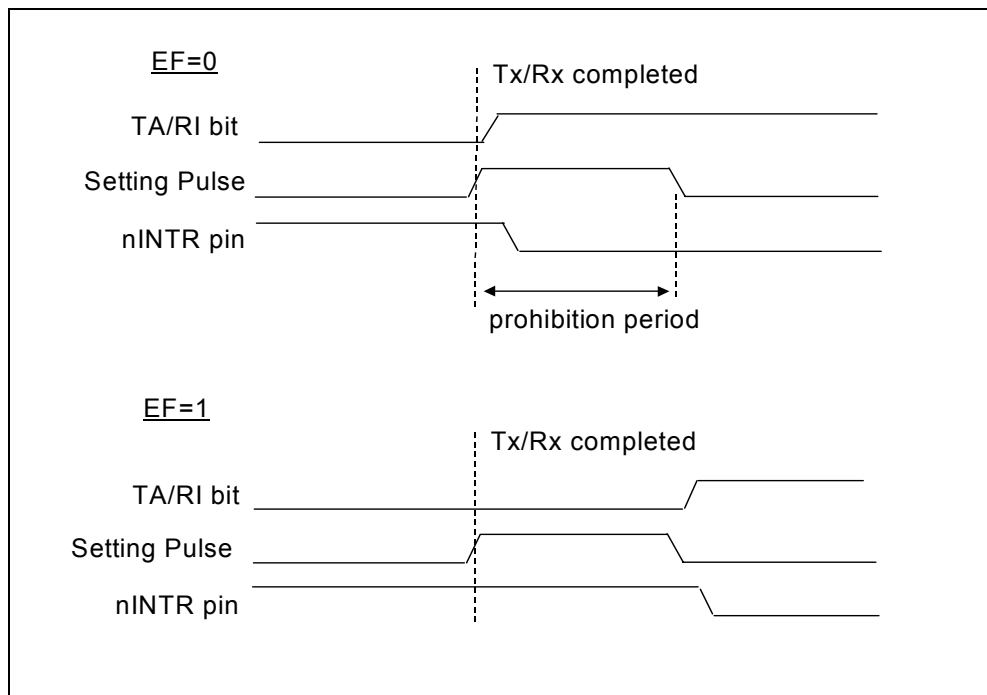 EF=0
Tx/Rx completed
TA/RI bit
Setting Pulse
nINTR pin
prohibition period
EF=1
Tx/Rx completed
TA/RI bit
Setting Pulse
nINTR pin